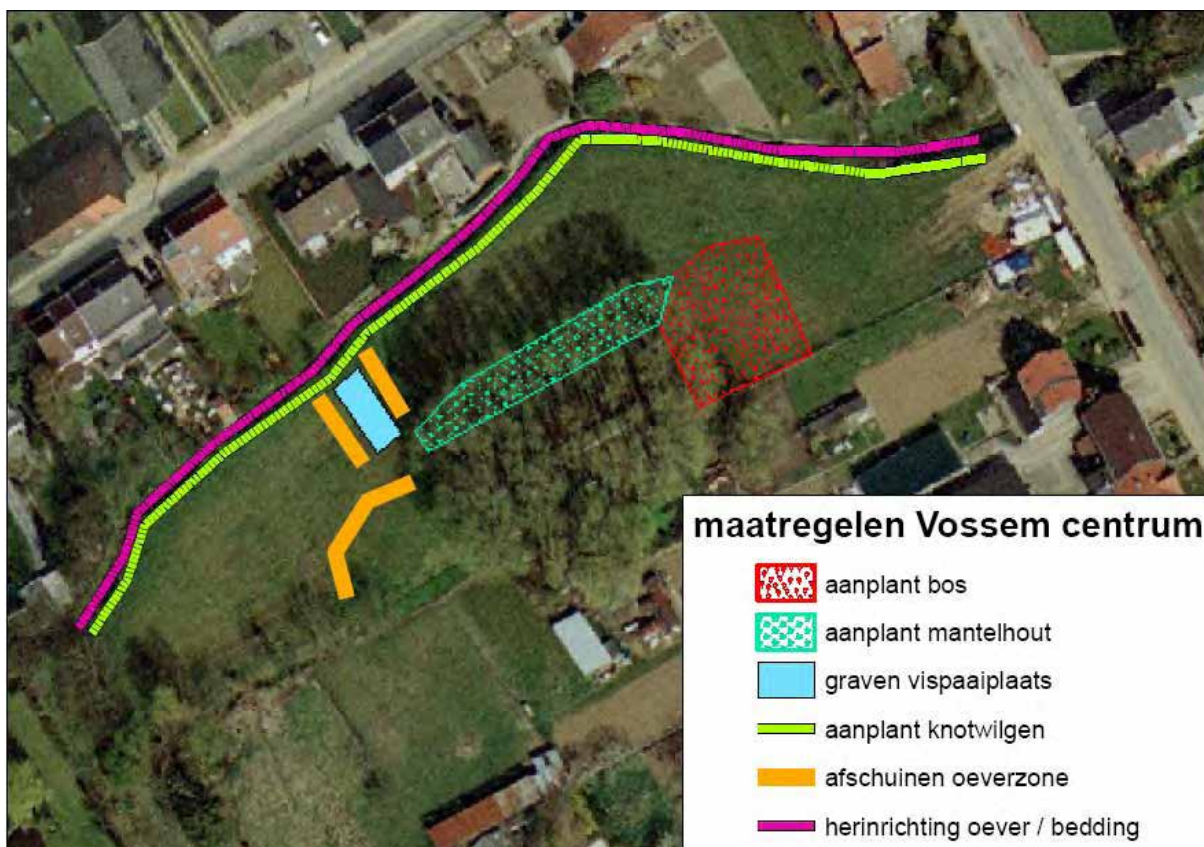 maatregelen Vossem centrum
aanplant bos
aanplant mantelhout
graven vispaaiplaats
aanplant knotwilgen
afschuinen oeverzone
herinrichting oever / bedding